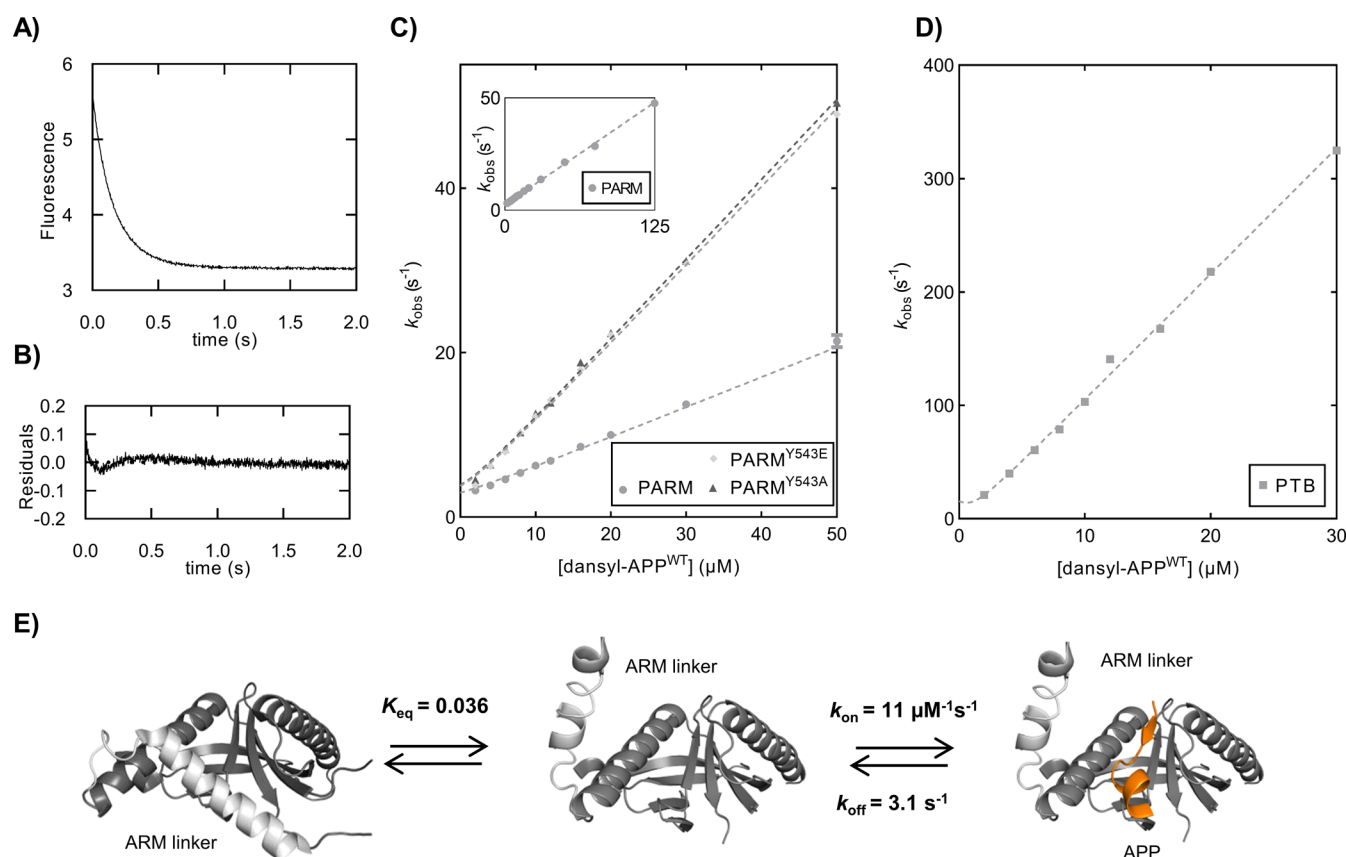 A)
6
5
4
3
Fluorescence
0.0 0.5 1.0 1.5 2.0
time (s)
B)
0.2
0.1
0.0
-0.1
-0.2
Residuals
0.0 0.5 1.0 1.5 2.0
time (s)
C)
40
20
0
kobs (s-1)
50
0
kobs (s-1)
PARM
0 125
PARMY543E
PARM PARMY543A
0 10 20 30 40 50
[dansyl-APPWT] (µM)
D)
400
300
200
100
0
kobs (s-1)
PTB
0 10 20 30
[dansyl-APPWT] (µM)
E)
ARM linker
Keq = 0.036
ARM linker
kon = 11 µM-1s-1
koff = 3.1 s-1
ARM linker
APP